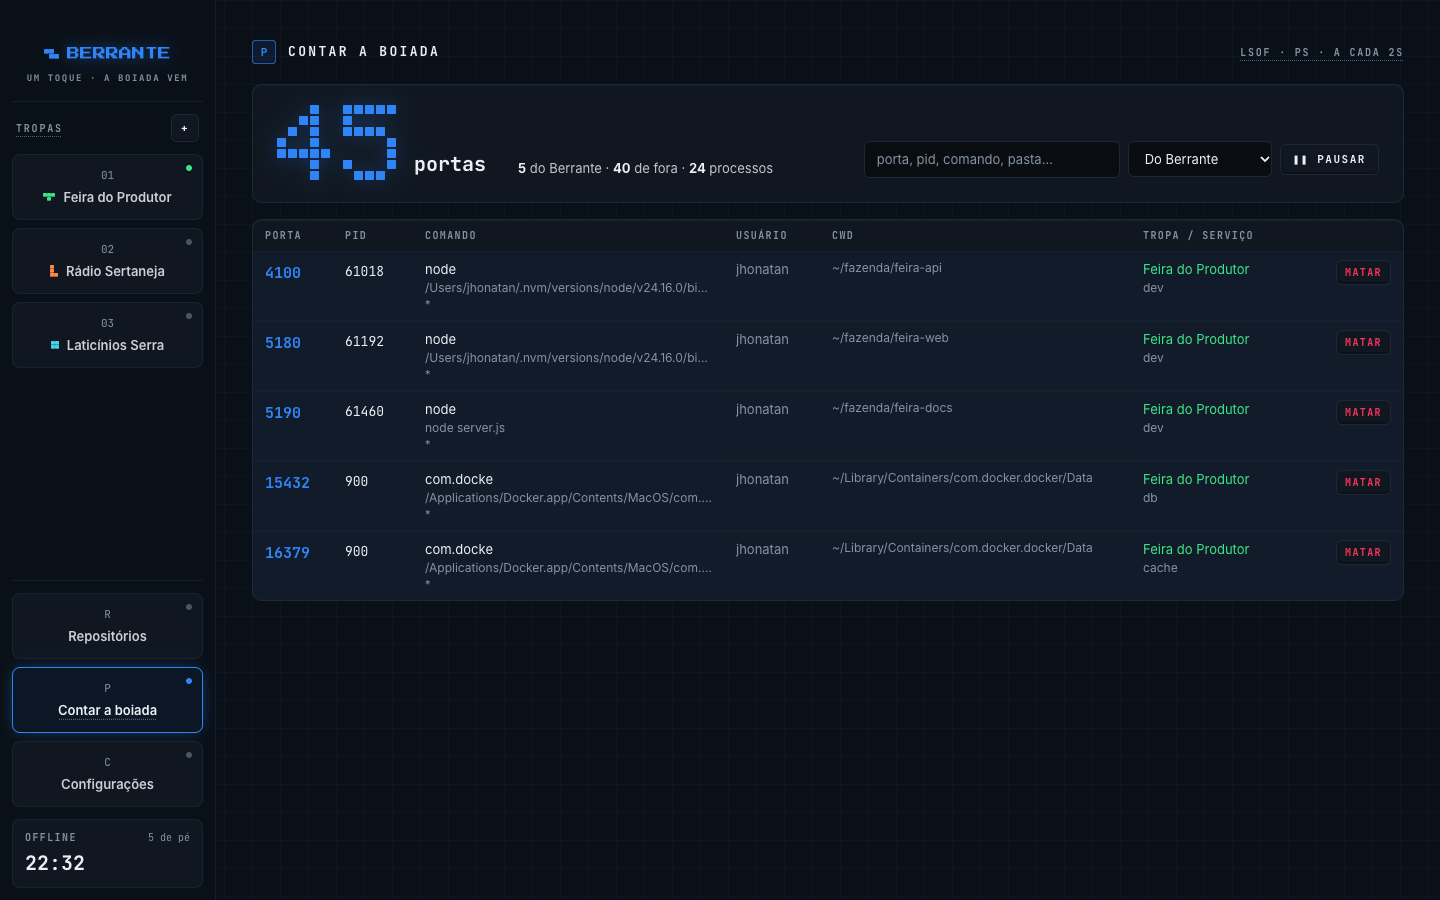 BERRANTE
UM TOQUE · A BOIADA VEM
TROPAS
+
01
Feira do Produtor
02
Rádio Sertaneja
03
Laticínios Serra
R
Repositórios
P
Contar a boiada
C
Configurações
OFFLINE 5 de pé
22:32
P CONTAR A BOIADA
LSOF · PS · A CADA 2S
45 portas
5 do Berrante · 40 de fora · 24 processos
porta, pid, comando, pasta...
Do Berrante
PAUSAR
PORTA PID COMANDO USUÁRIO CWD TROPA / SERVIÇO
4100 61018 node jhonatan ~/fazenda/feira-api Feira do Produtor MATAR
/Users/jhonatan/.nvm/versions/node/v24.16.0/bi... dev
*
5180 61192 node jhonatan ~/fazenda/feira-web Feira do Produtor MATAR
/Users/jhonatan/.nvm/versions/node/v24.16.0/bi... dev
*
5190 61460 node jhonatan ~/fazenda/feira-docs Feira do Produtor MATAR
node server.js dev
*
15432 900 com.docke jhonatan ~/Library/Containers/com.docker.docker/Data Feira do Produtor MATAR
/Applications/Docker.app/Contents/MacOS/com.... db
*
16379 900 com.docke jhonatan ~/Library/Containers/com.docker.docker/Data Feira do Produtor MATAR
/Applications/Docker.app/Contents/MacOS/com.... cache
*